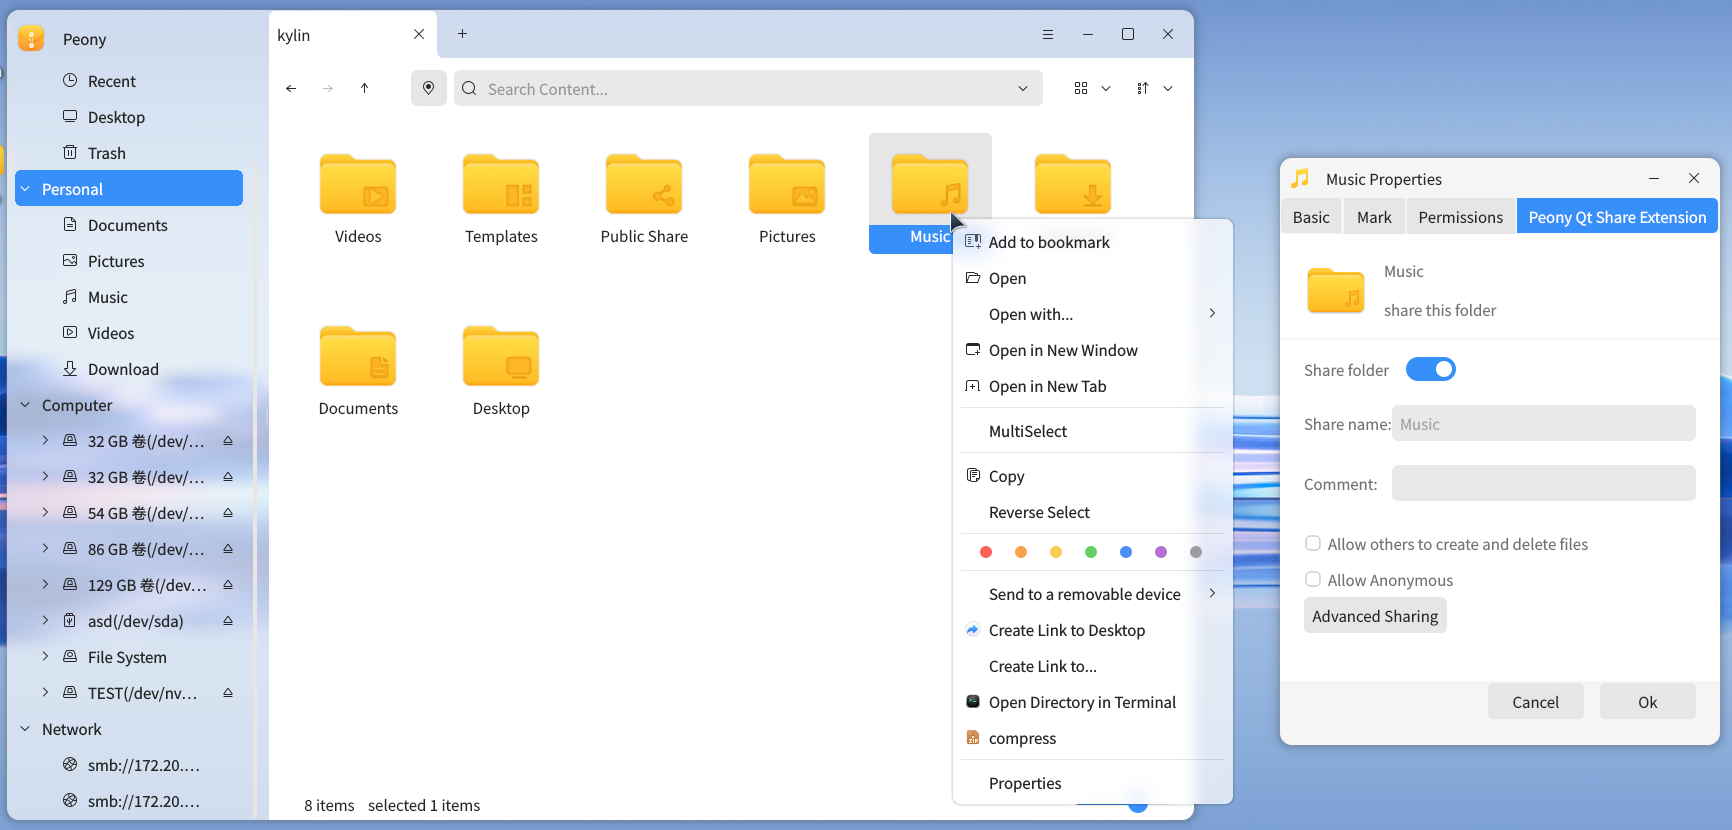 Peony
Recent
Desktop
Trash
Personal
Documents
Pictures
Music
Videos
Download
Computer
32 GB 卷(/dev/...
32 GB 卷(/dev/...
54 GB 卷(/dev/...
86 GB 卷(/dev/...
129 GB 卷(/dev...
asd(/dev/sda)
File System
TEST(/dev/nv...
Network
smb://172.20....
smb://172.20....
kylin
Search Content...
Videos
Templates
Public Share
Pictures
Music
Documents
Desktop
8 items selected 1 items
Add to bookmark
Open
Open with...
Open in New Window
Open in New Tab
MultiSelect
Copy
Reverse Select
Send to a removable device
Create Link to Desktop
Create Link to...
Open Directory in Terminal
ZIP compress
Properties
Music Properties
Basic Mark Permissions Peony Qt Share Extension
Music
share this folder
Share folder
Share name: Music
Comment:
Allow others to create and delete files
Allow Anonymous
Advanced Sharing
Cancel Ok